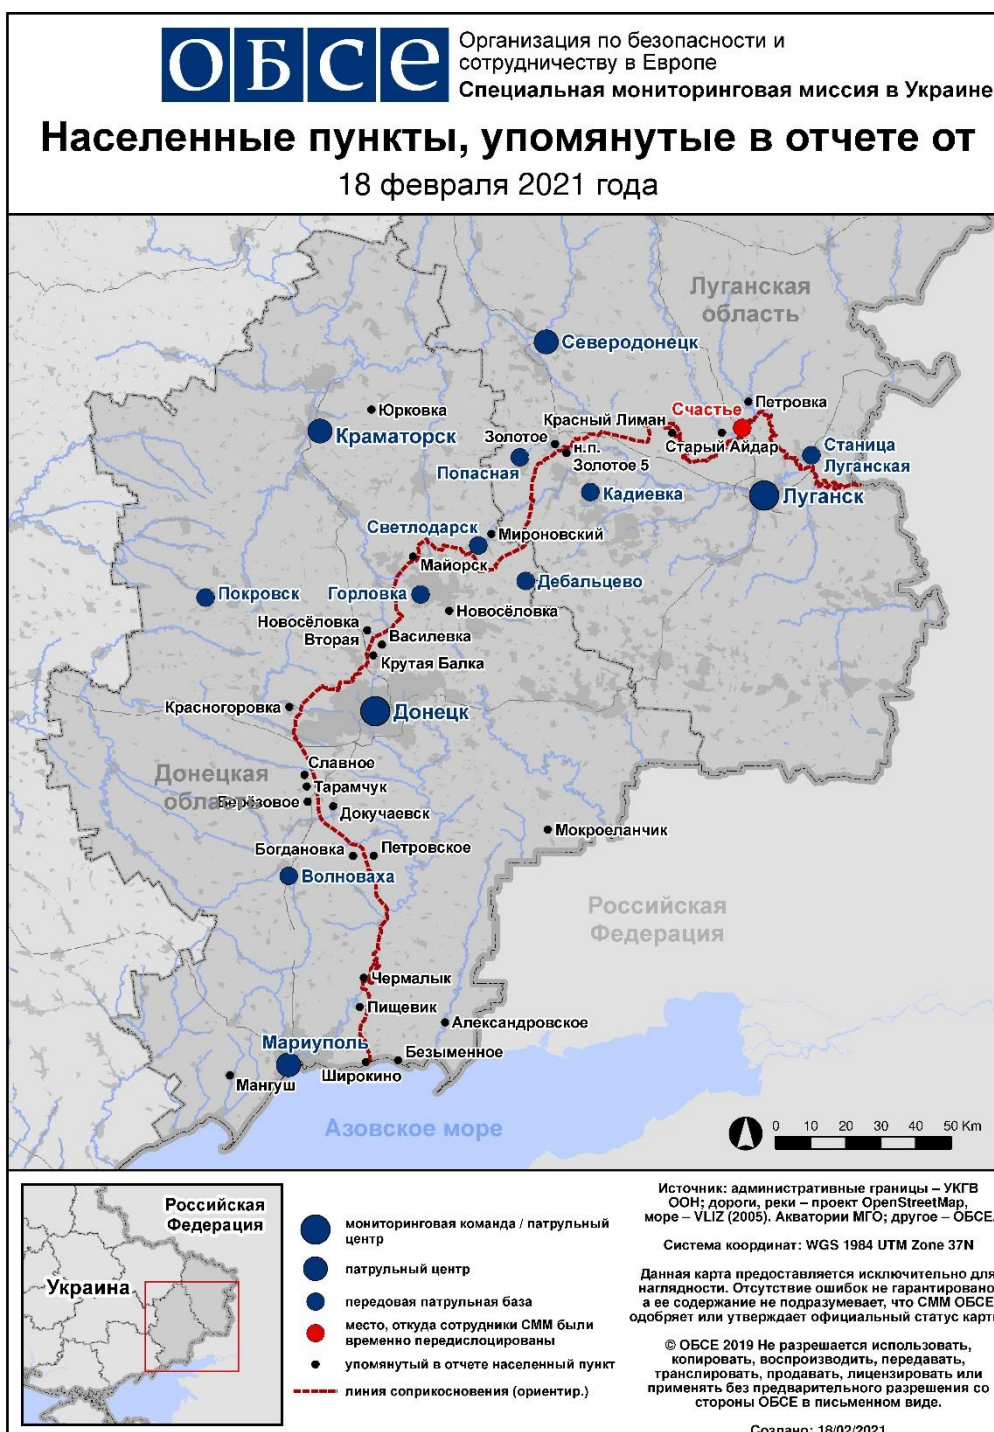 ОБСЕ
Организация по безопасности и
сотрудничеству в Европе
Специальная мониторинговая миссия в Украине
Населенные пункты, упомянутые в отчете от
18 февраля 2021 года
Луганская
область
Северодонецк
Петровка
Счастье
Юрковка
Красный Лиман
Краматорск
Золотое
н.п.
Золотое 5
Старый Айдар
Станица
Луганская
Попасная
Кадиевка
Луганск
Светлодарск
Мироновский
Майорск
Покровск
Горловка
Дебальцево
Новосёловка
Новосёловка
Вторая
Василевка
Крутая Балка
Красногоровка
Донецк
Славное
Донецкая
область
Тарамчук
Берёзовое
Докучаевск
Мокроеланчик
Богдановка
Петровское
Волноваха
Российская
Федерация
Чермалык
Пищевик
Александровское
Мариуполь
Безыменное
Широкино
Мангуш
Азовское море
0 10 20 30 40 50 Km
Российская
Федерация
Украина
мониторинговая команда / патрульный
центр
патрульный центр
передовая патрульная база
место, откуда сотрудники СММ были
временно передислоцированы
упомянутый в отчете населенный пункт
линия соприкосновения (ориентир.)
Источник: административные границы – УКГВ
ООН; дороги, реки – проект OpenStreetMap,
море – VLIZ (2005). Акватории МГО; другое – ОБСЕ.
Система координат: WGS 1984 UTM Zone 37N
Данная карта предоставляется исключительно для
наглядности. Отсутствие ошибок не гарантировано,
а ее содержание не подразумевает, что СММ ОБСЕ
одобряет или утверждает официальный статус карты
© ОБСЕ 2019 Не разрешается использовать,
копировать, воспроизводить, передавать,
транслировать, продавать, лицензировать или
применять без предварительного разрешения со
стороны ОБСЕ в письменном виде.
Создано: 18/02/2021